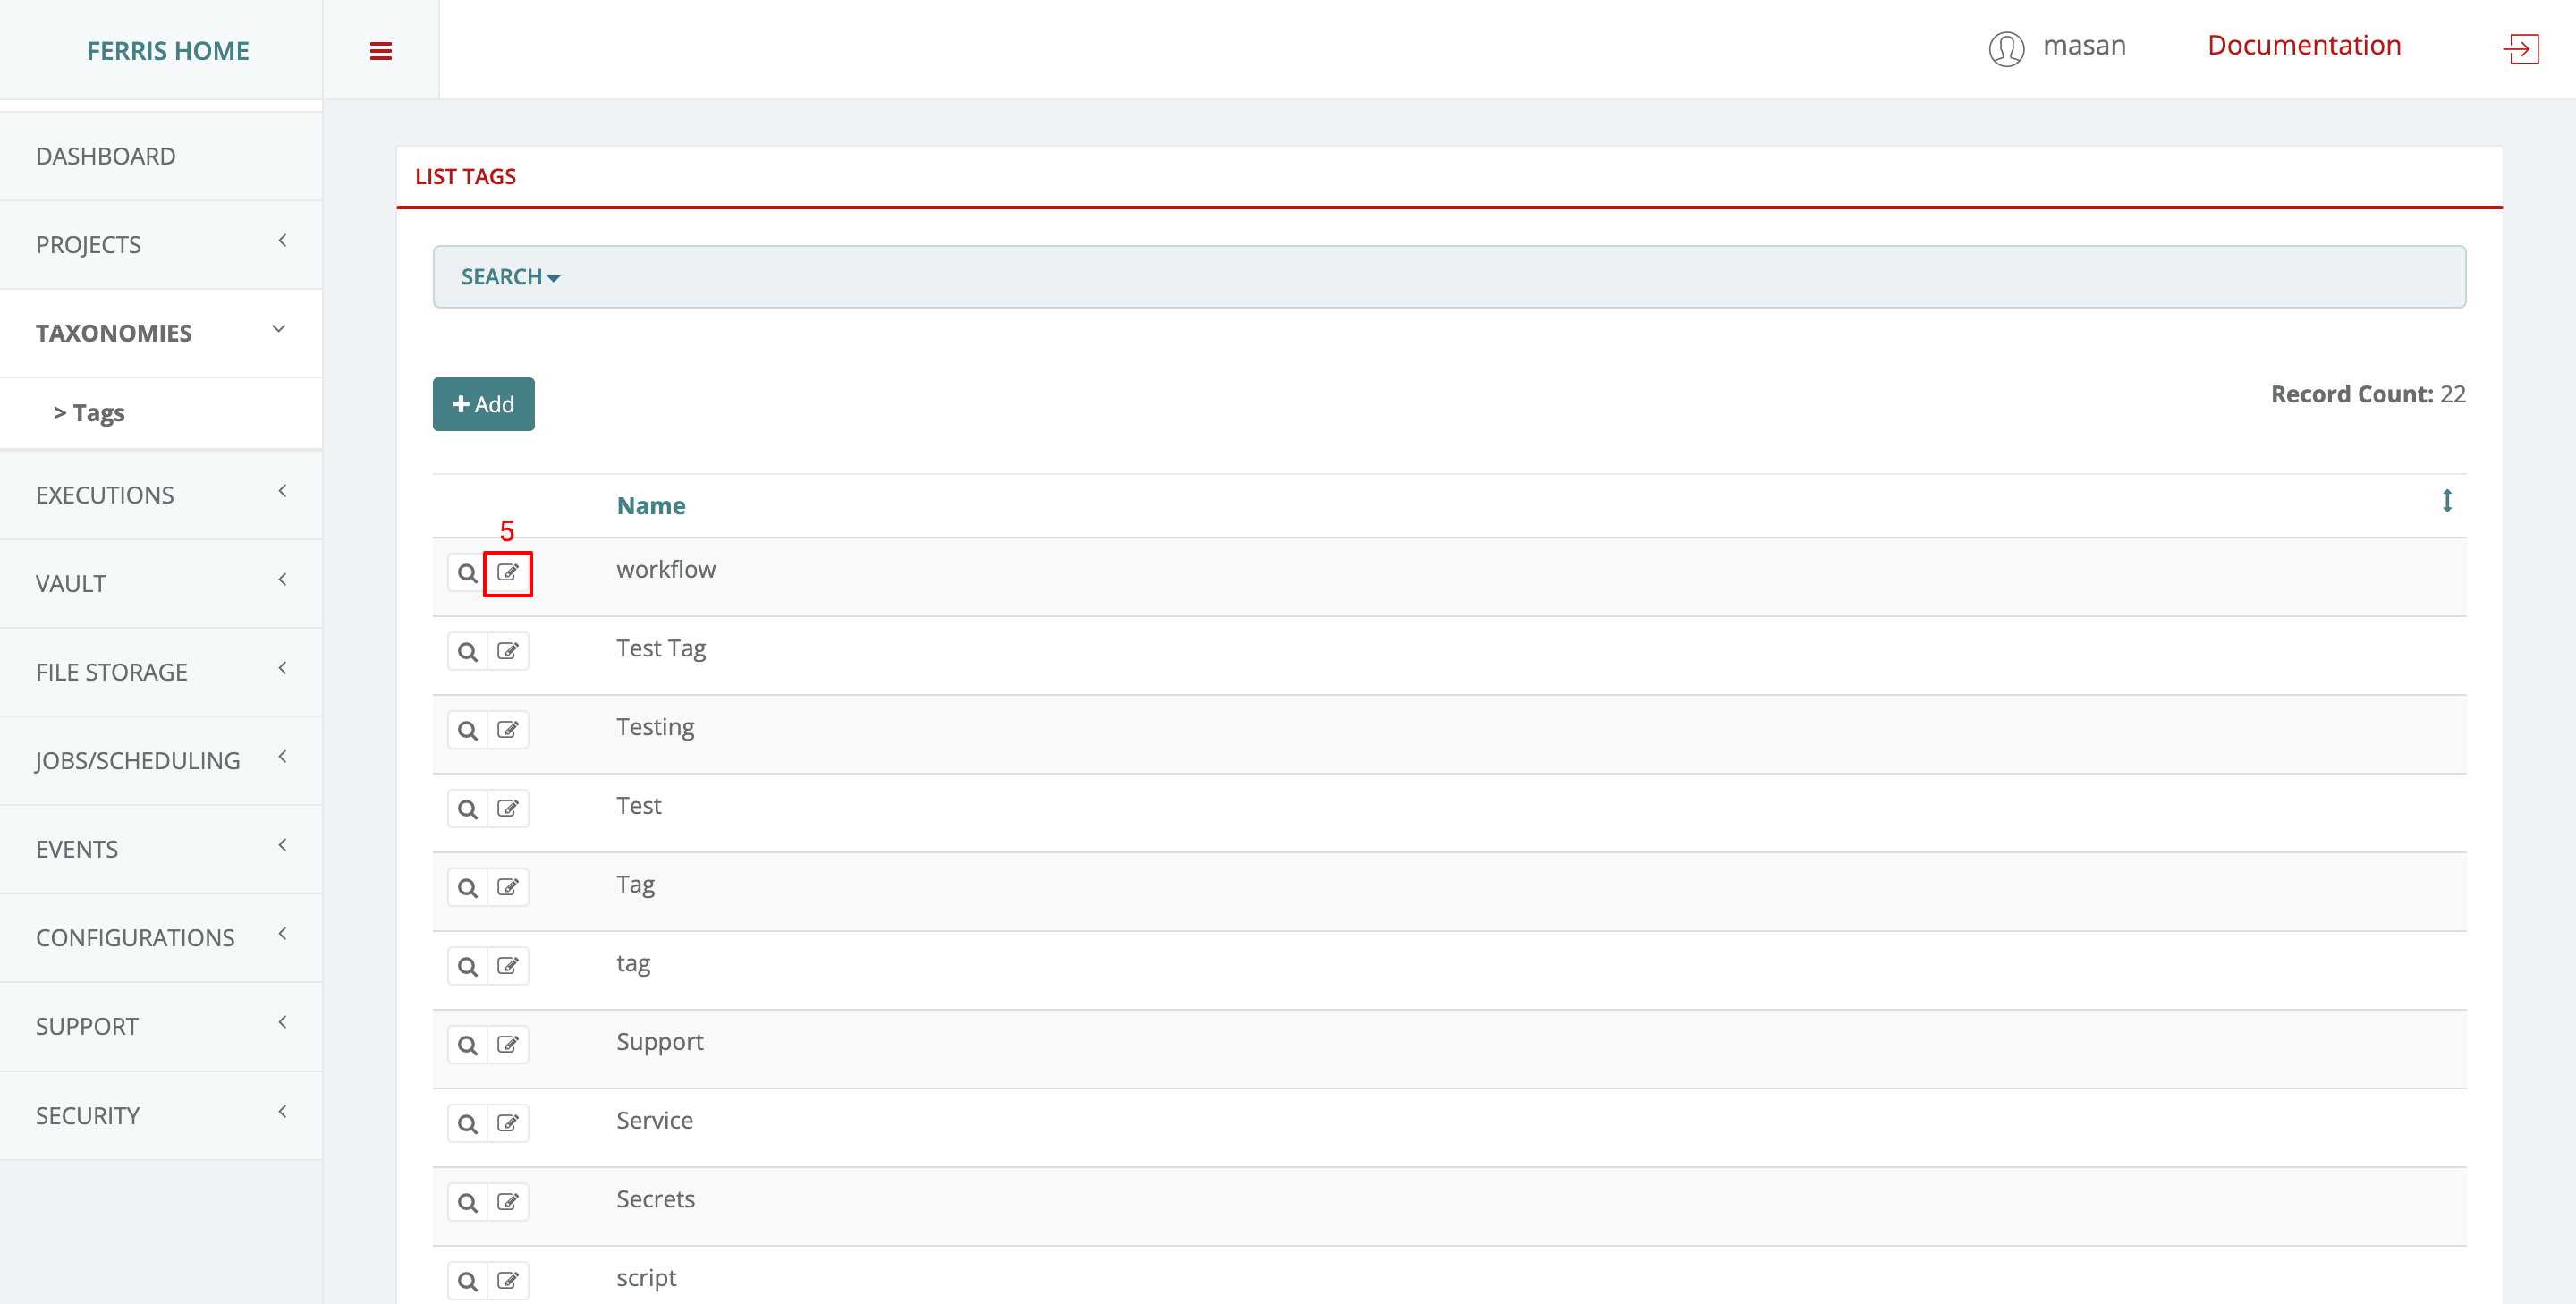 FERRIS HOME
masan
Documentation
DASHBOARD
PROJECTS
TAXONOMIES
> Tags
EXECUTIONS
VAULT
FILE STORAGE
JOBS/SCHEDULING
EVENTS
CONFIGURATIONS
SUPPORT
SECURITY
LIST TAGS
SEARCH
Add
Record Count: 22
Name
5
workflow
Test Tag
Testing
Test
Tag
tag
Support
Service
Secrets
script